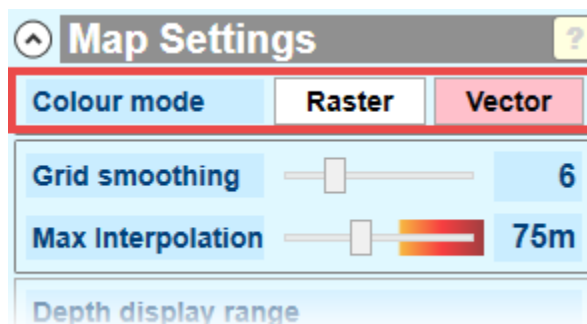 Map Settings ?
Colour mode Raster Vector
Grid smoothing 6
Max Interpolation 75m
Depth display range